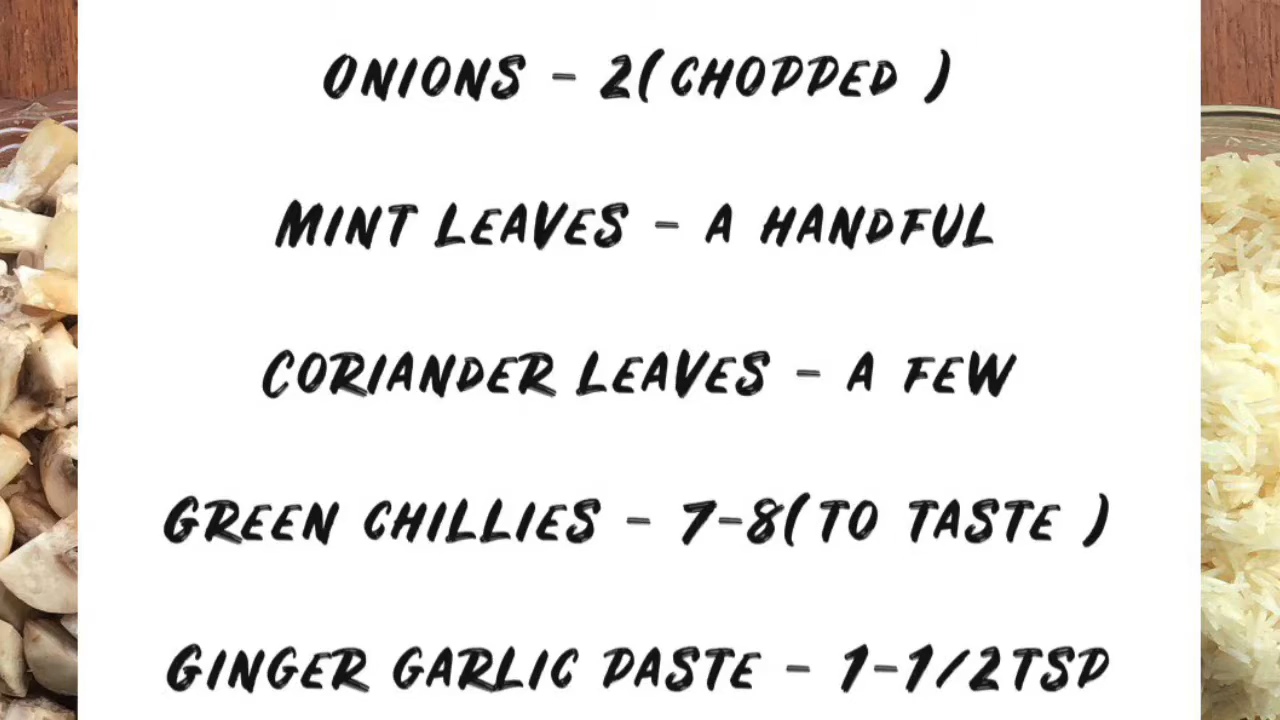 ONIONS - 2(CHOPPED )
MINT LEAVES - A HANDFUL
CORIANDER LEAVES - A FEW
GREEN CHILLIES - 7-8(TO TASTE )
GINGER GARLIC PASTE - 1-1/2TSP